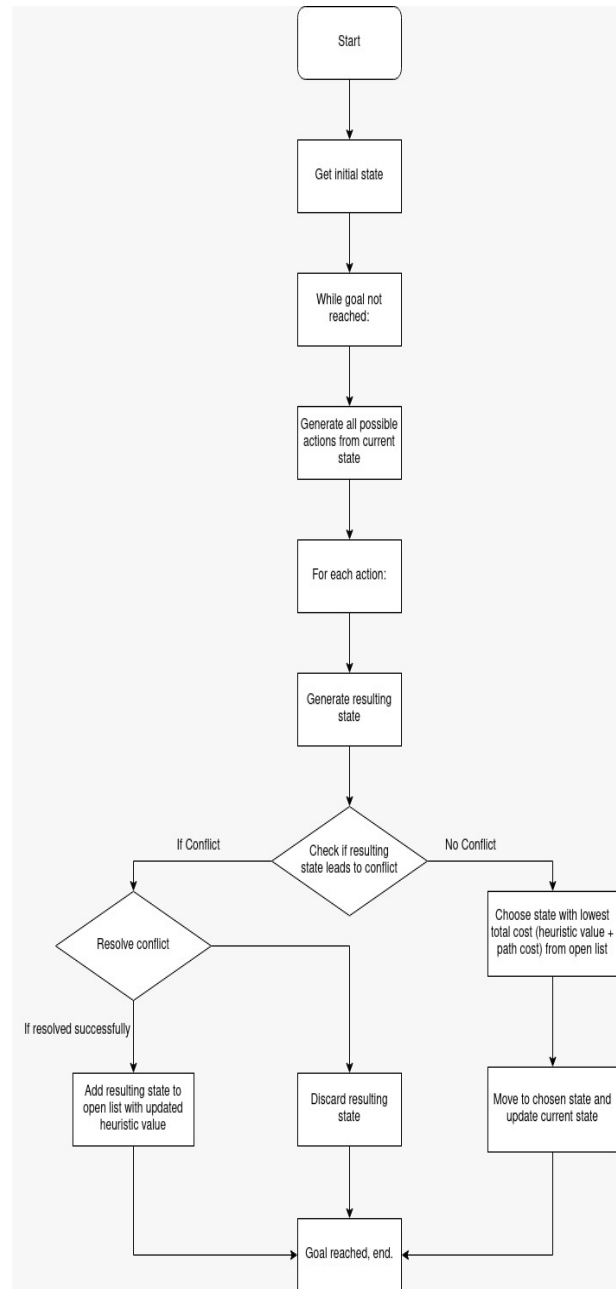 Start
Get initial state
While goal not
reached:
Generate all possible
actions from current
state
For each action:
Generate resulting
state
Check if resulting
state leads to conflict
If Conflict
No Conflict
Resolve conflict
Choose state with lowest
total cost (heuristic value +
path cost) from open list
If resolved successfully
Add resulting state to
open list with updated
heuristic value
Discard resulting
state
Move to chosen state and
update current state
Goal reached, end.